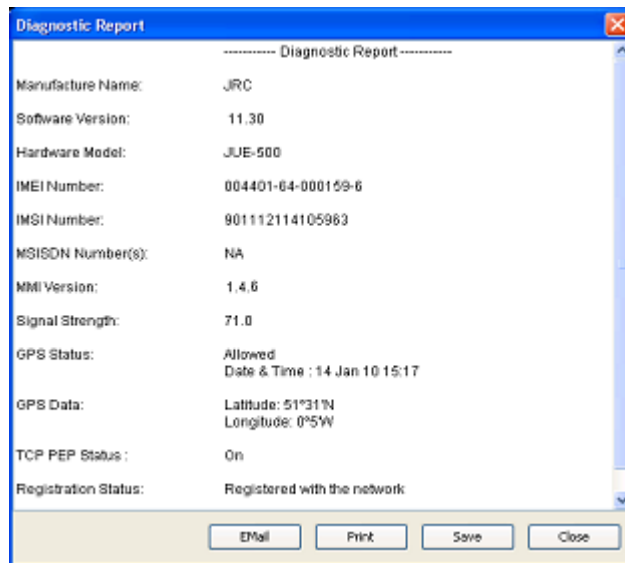 Diagnostic Report
------------ Diagnostic Report ------------
Manufacture Name: JRC
Software Version: 11.30
Hardware Model: JUE-500
IMEI Number: 004401-64-000159-6
IMSI Number: 901112114105963
MSISDN Number(s): NA
MMI Version: 1.4.6
Signal Strength: 71.0
GPS Status: Allowed
Date & Time : 14 Jan 10 15:17
GPS Data: Latitude: 51°31'N
Longitude: 0°5'W
TCP PEP Status : On
Registration Status: Registered with the network
EMail Print Save Close